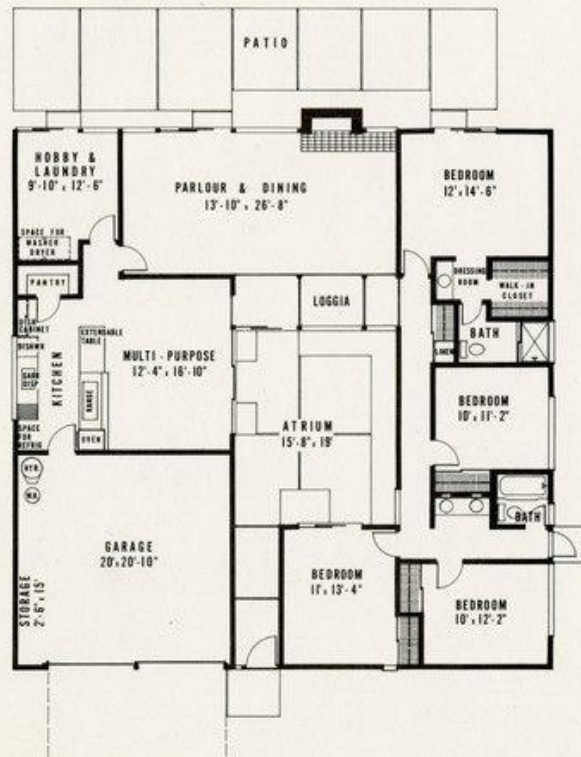 PATIO
HOBBY &
LAUNDRY
9'-10" x 12'-6"
PARLOUR & DINING
13'-10" x 26'-8"
BEDROOM
12' x 14'-6"
SPACE FOR
WASHER
DRYER
PANTRY
LOGGIA
DRESSING
ROOM
WALK-IN
CLOSET
BATH
LINEN
CABINET
DISHWR
GARB
DISP
KITCHEN
EXTENDABLE
TABLE
RANGE
OVEN
SPACE
FOR
REFRIG
MULTI-PURPOSE
12'-4" x 16'-10"
ATRIUM
15'-8" x 19'
BEDROOM
10' x 11'-2"
BATH
HTR.
W.H.
GARAGE
20' x 20'-10"
STORAGE
2'-6" x 15'
BEDROOM
11' x 13'-4"
BEDROOM
10' x 12'-2"